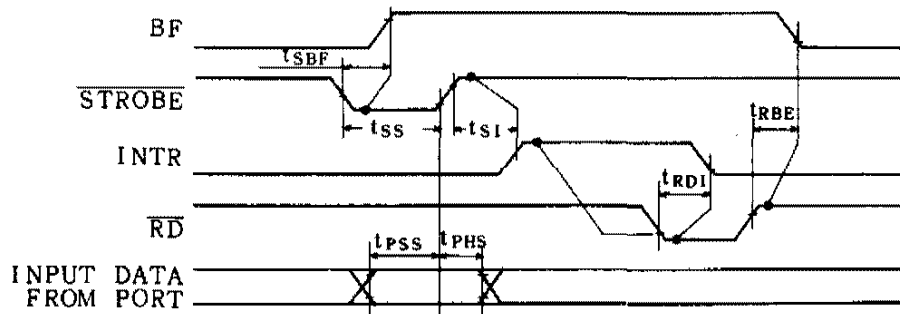 BF
tSBF
STROBE
tSS
tSI
tRBE
INTR
tRDI
RD
tPSS
tPHS
INPUT DATA
FROM PORT